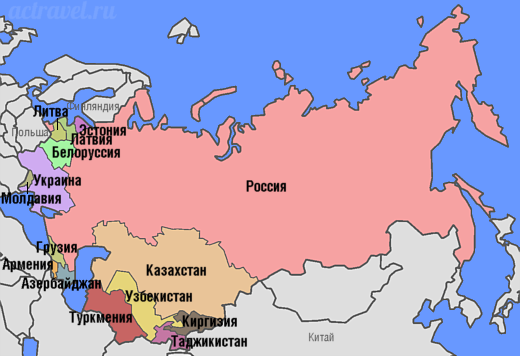 actravel.ru
Литва
Финляндия
Эстония
Польша
Латвия
Белоруссия
Украина
Россия
Молдавия
Грузия
Армения
Казахстан
Азербайджан
Узбекистан
Туркмения
Киргизия
Китай
Таджикистан